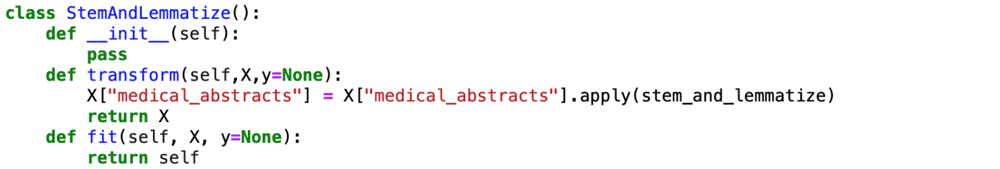 class StemAndLemmatize():
    def __init__(self):
        pass
    def transform(self,X,y=None):
        X["medical_abstracts"] = X["medical_abstracts"].apply(stem_and_lemmatize)
        return X
    def fit(self, X, y=None):
        return self